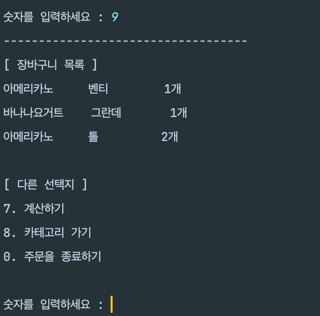 숫자를 입력하세요 : 9
-----------------------------------
[ 장바구니 목록 ]
아메리카노 벤티 1개
바나나요거트 그란데 1개
아메리카노 톨 2개
[ 다른 선택지 ]
7. 계산하기
8. 카테고리 가기
0. 주문을 종료하기
숫자를 입력하세요 :